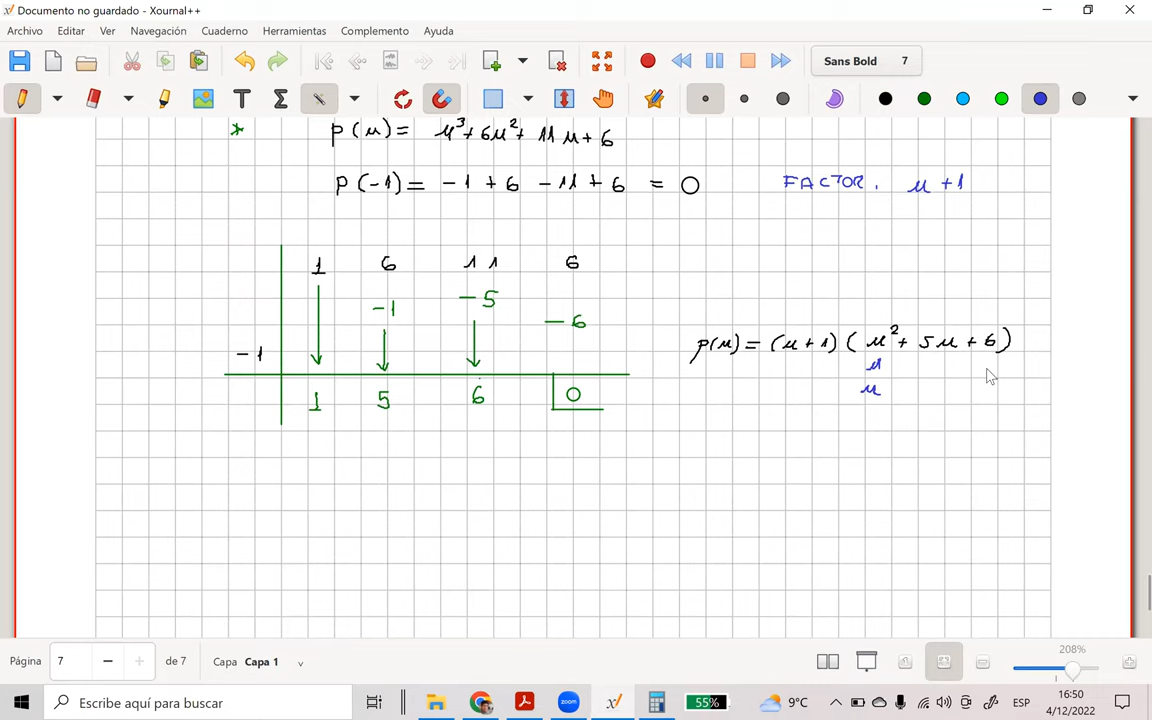 Documento no guardado - Xournal++
Archivo Editar Ver Navegación Cuaderno Herramientas Complemento Ayuda
Sans Bold 7
* p(u) = u³ + 6u² + 11u + 6
p(-1) = -1 + 6 - 11 + 6 = 0 FACTOR. u + 1
1 6 11 6
-1 -5 -6
-1
1 5 6 0
p(u) = (u + 1) (u² + 5u + 6)
u
u
Página 7 de 7 Capa Capa 1 208%
Escribe aquí para buscar 55% 9°C ESP 16:50
4/12/2022